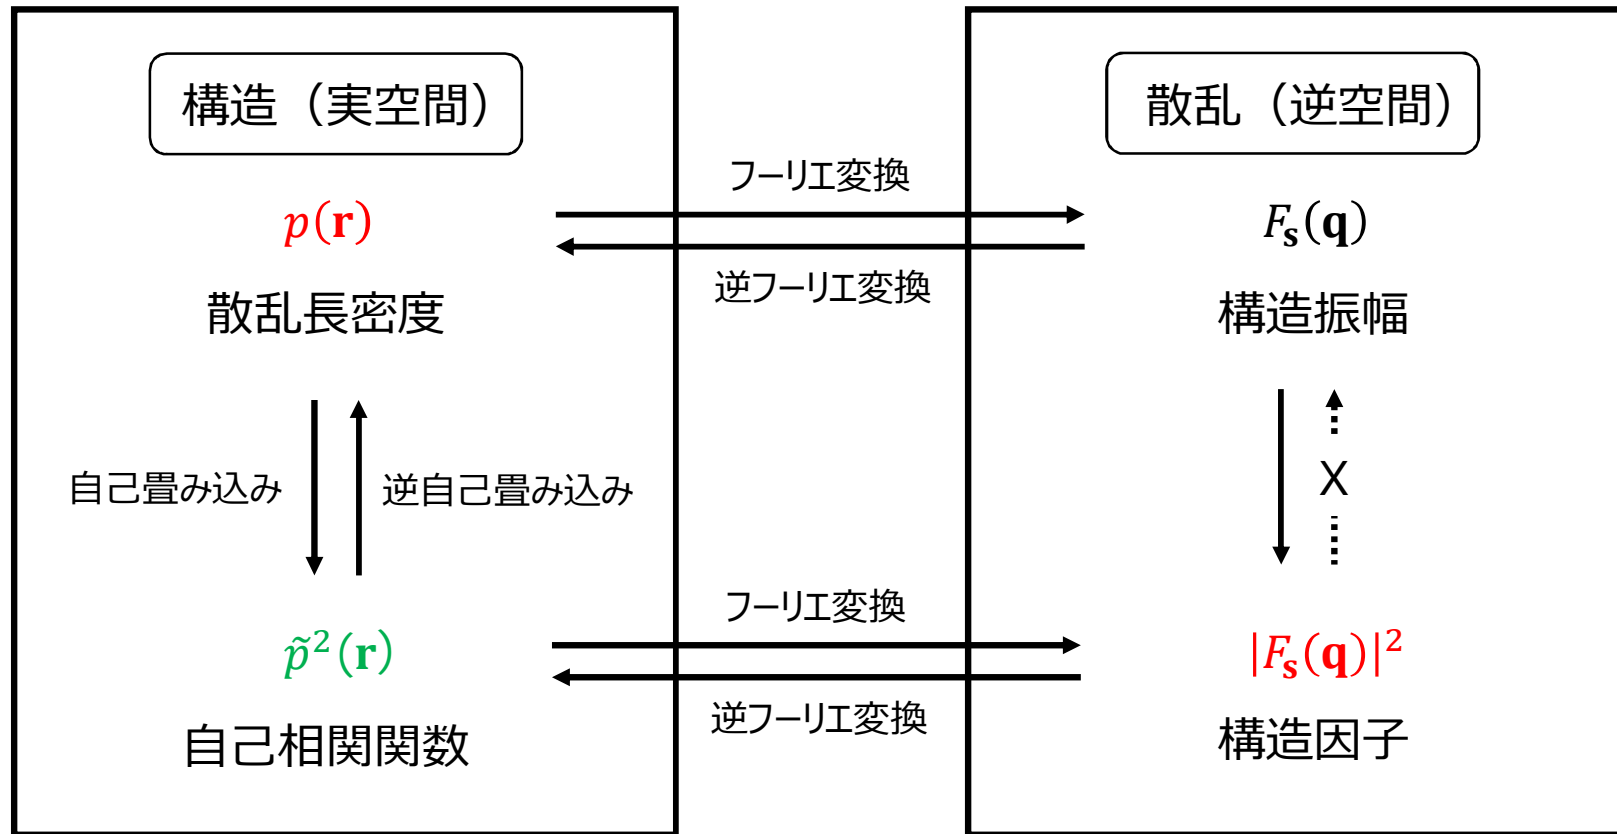 構造（実空間）
散乱（逆空間）
フーリエ変換
p(r)
Fₛ(q)
逆フーリエ変換
散乱長密度
構造振幅
自己畳み込み
逆自己畳み込み
X
フーリエ変換
p̃²(r)
|Fₛ(q)|²
逆フーリエ変換
自己相関関数
構造因子